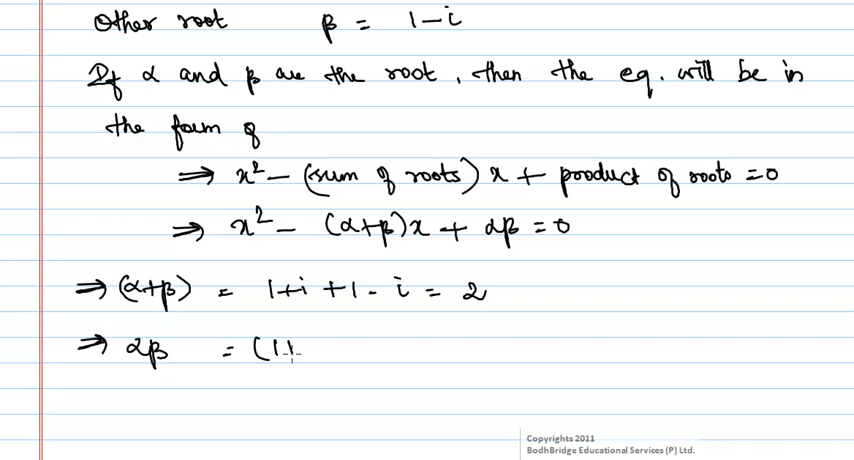 Other root β = 1-i
If α and β are the root, then the eq. will be in
the form of
⇒ x² - (sum of roots) x + product of roots = 0
⇒ x² - (α+β)x + αβ = 0
⇒ (α+β) = 1+i+1-i = 2
⇒ αβ = (1+
Copyrights 2011
BodhBridge Educational Services (P) Ltd.